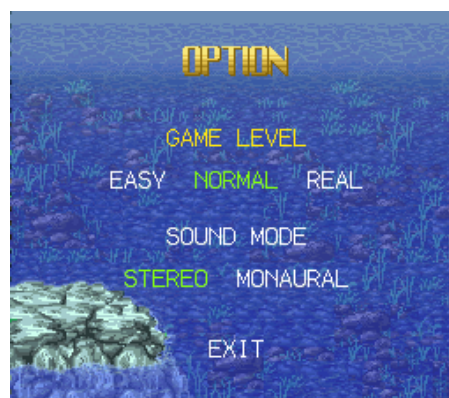 OPTION
GAME LEVEL
EASY NORMAL REAL
SOUND MODE
STEREO MONAURAL
EXIT